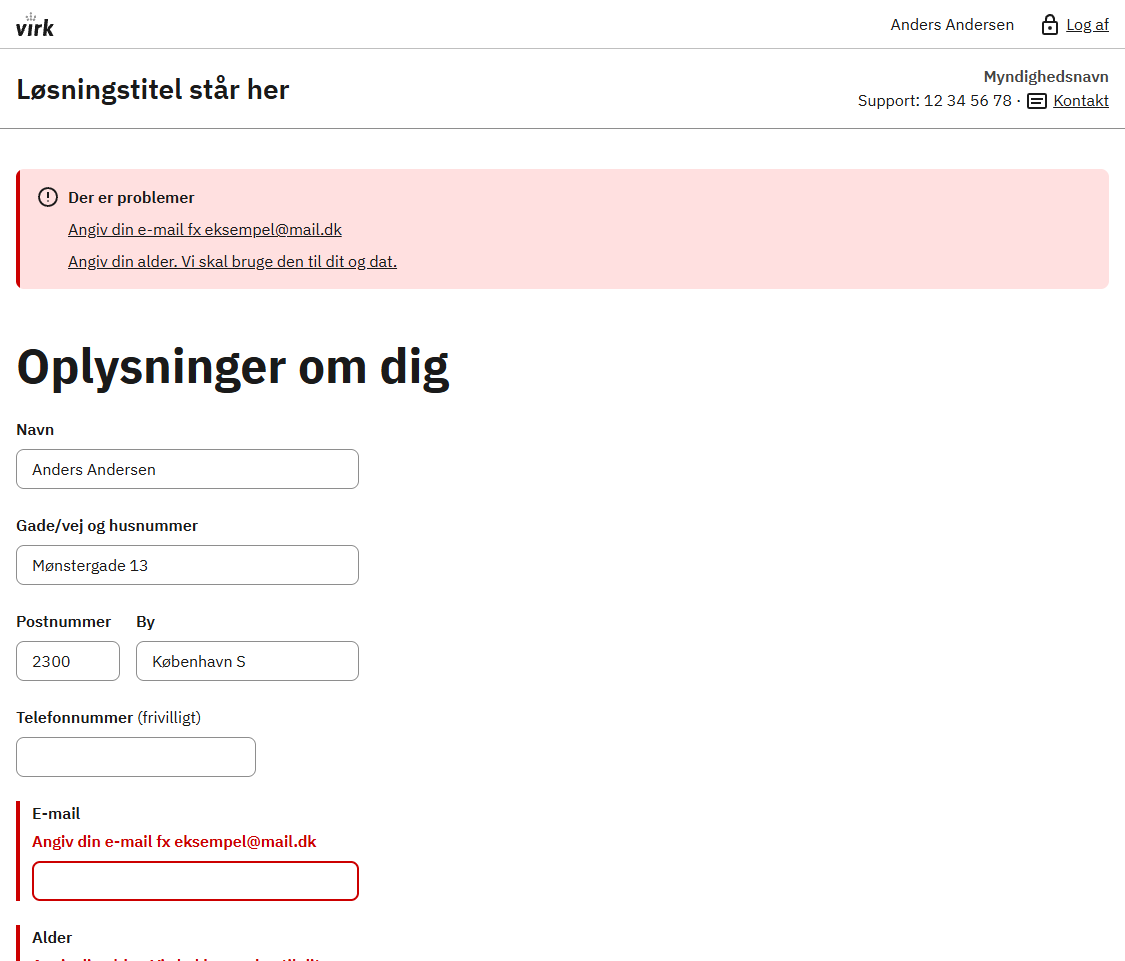 virk
Anders Andersen
Log af
Løsningstitel står her
Myndighedsnavn
Support: 12 34 56 78 · Kontakt
Der er problemer
Angiv din e-mail fx eksempel@mail.dk
Angiv din alder. Vi skal bruge den til dit og dat.
Oplysninger om dig
Navn
Anders Andersen
Gade/vej og husnummer
Mønstergade 13
Postnummer By
2300 København S
Telefonnummer (frivilligt)
E-mail
Angiv din e-mail fx eksempel@mail.dk
Alder